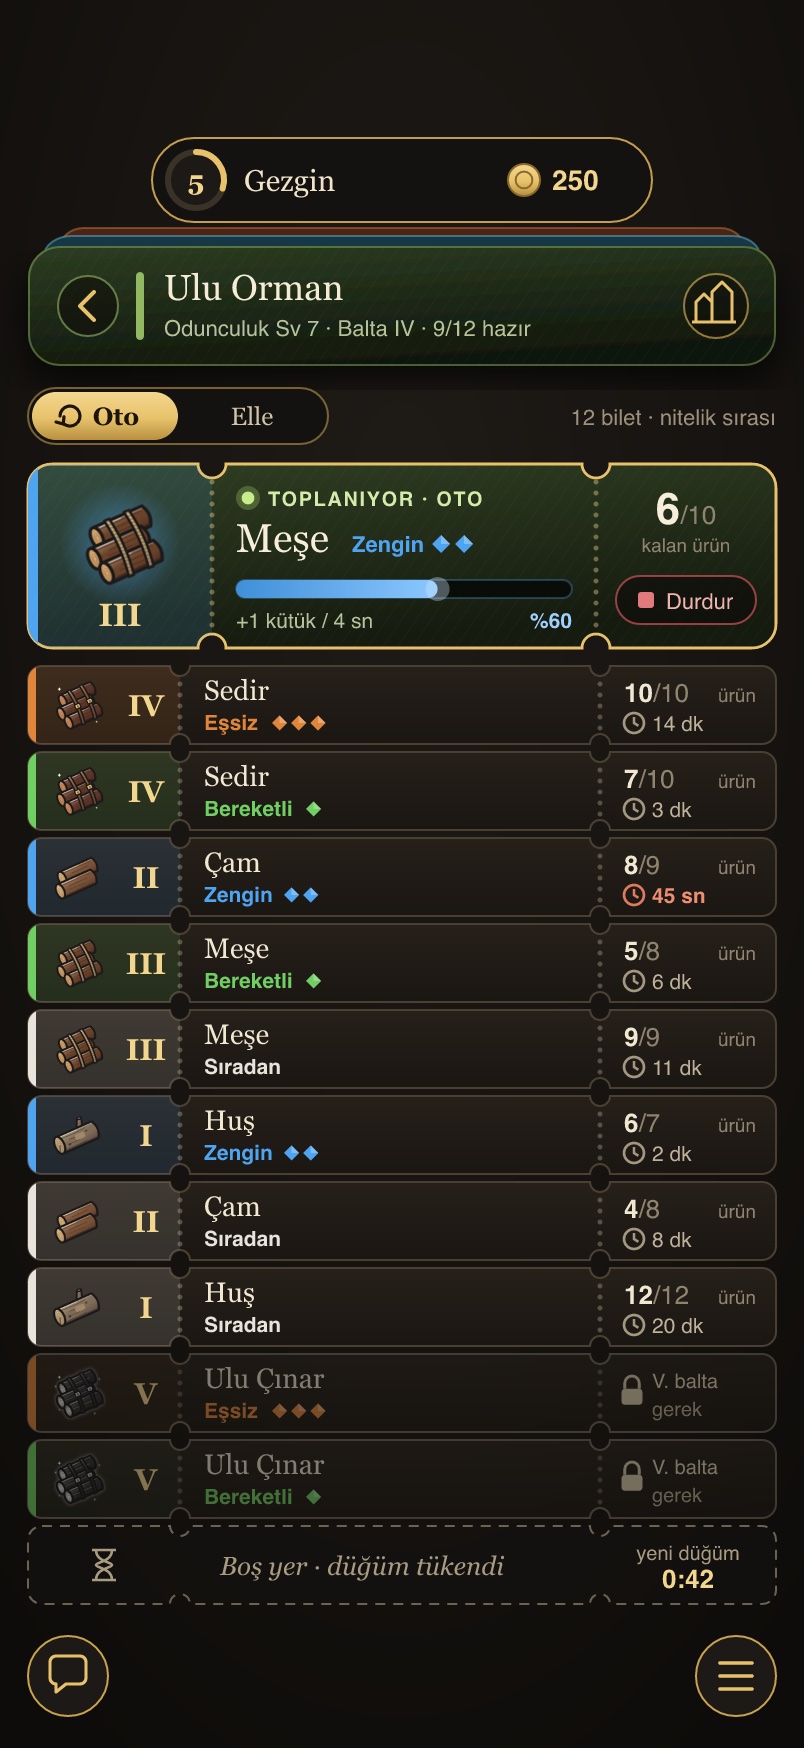 5 Gezgin 250
Ulu Orman
Odunculuk Sv 7 · Balta IV · 9/12 hazır
Oto Elle 12 bilet · nitelik sırası
TOPLANIYOR · OTO
Meşe Zengin
III
+1 kütük / 4 sn %60
6/10
kalan ürün
Durdur
IV Sedir 10/10 ürün
Eşsiz 14 dk
IV Sedir 7/10 ürün
Bereketli 3 dk
II Çam 8/9 ürün
Zengin 45 sn
III Meşe 5/8 ürün
Bereketli 6 dk
III Meşe 9/9 ürün
Sıradan 11 dk
I Huş 6/7 ürün
Zengin 2 dk
II Çam 4/8 ürün
Sıradan 8 dk
I Huş 12/12 ürün
Sıradan 20 dk
V Ulu Çınar V. balta
Eşsiz gerek
V Ulu Çınar V. balta
Bereketli gerek
Boş yer · düğüm tükendi
yeni düğüm
0:42